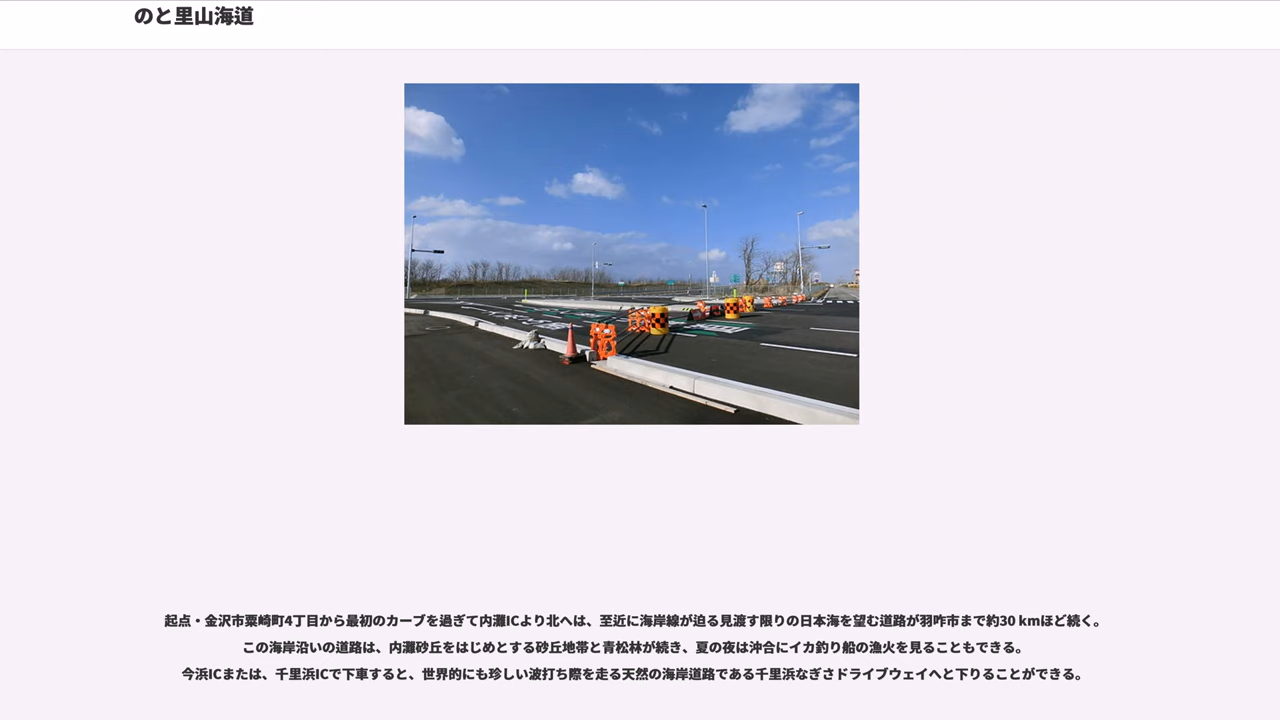 のと里山海道
起点・金沢市粟崎町4丁目から最初のカーブを過ぎて内灘ICより北へは、至近に海岸線が迫る見渡す限りの日本海を望む道路が羽咋市まで約30 kmほど続く。
この海岸沿いの道路は、内灘砂丘をはじめとする砂丘地帯と青松林が続き、夏の夜は沖合にイカ釣り船の漁火を見ることもできる。
今浜ICまたは、千里浜ICで下車すると、世界的にも珍しい波打ち際を走る天然の海岸道路である千里浜なぎさドライブウェイへと下りることができる。